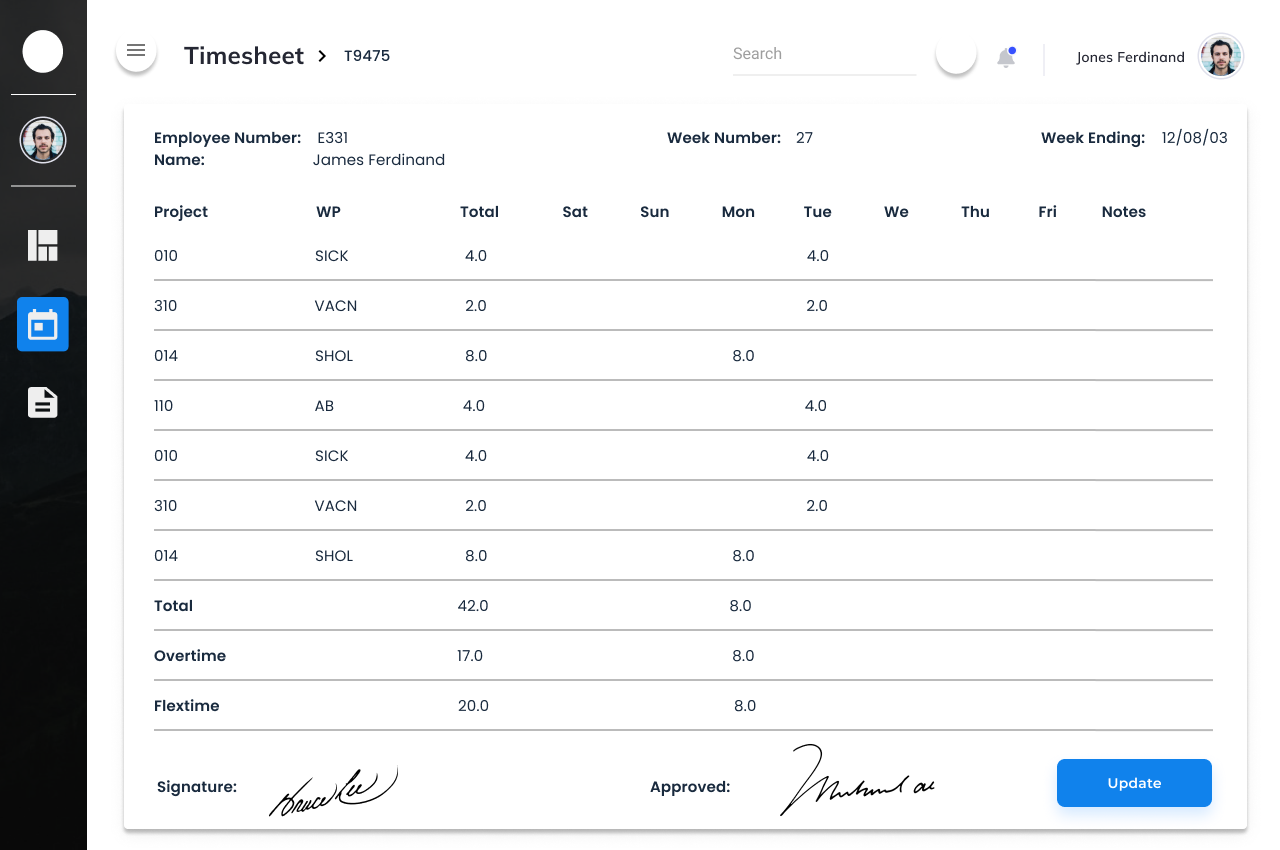 Timesheet > T9475
Search
Jones Ferdinand
Employee Number: E331 Week Number: 27 Week Ending: 12/08/03
Name: James Ferdinand
Project WP Total Sat Sun Mon Tue We Thu Fri Notes
010 SICK 4.0 4.0
310 VACN 2.0 2.0
014 SHOL 8.0 8.0
110 AB 4.0 4.0
010 SICK 4.0 4.0
310 VACN 2.0 2.0
014 SHOL 8.0 8.0
Total 42.0 8.0
Overtime 17.0 8.0
Flextime 20.0 8.0
Signature: Bruce Lee Approved:
Update